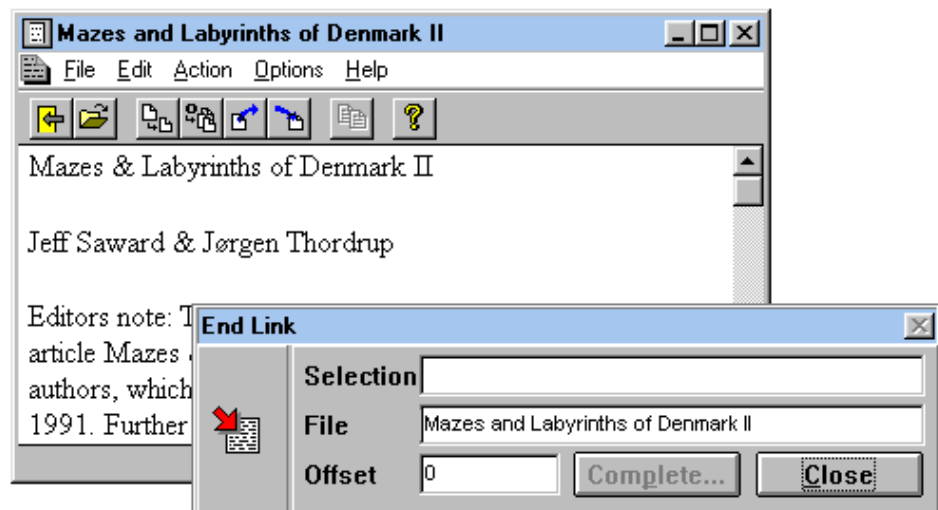 Mazes and Labyrinths of Denmark II
File Edit Action Options Help
Mazes & Labyrinths of Denmark II
Jeff Saward & Jørgen Thordrup
Editors note: T
article Mazes
authors, which
1991. Further
End Link
Selection
File Mazes and Labyrinths of Denmark II
Offset 0 Complete... Close